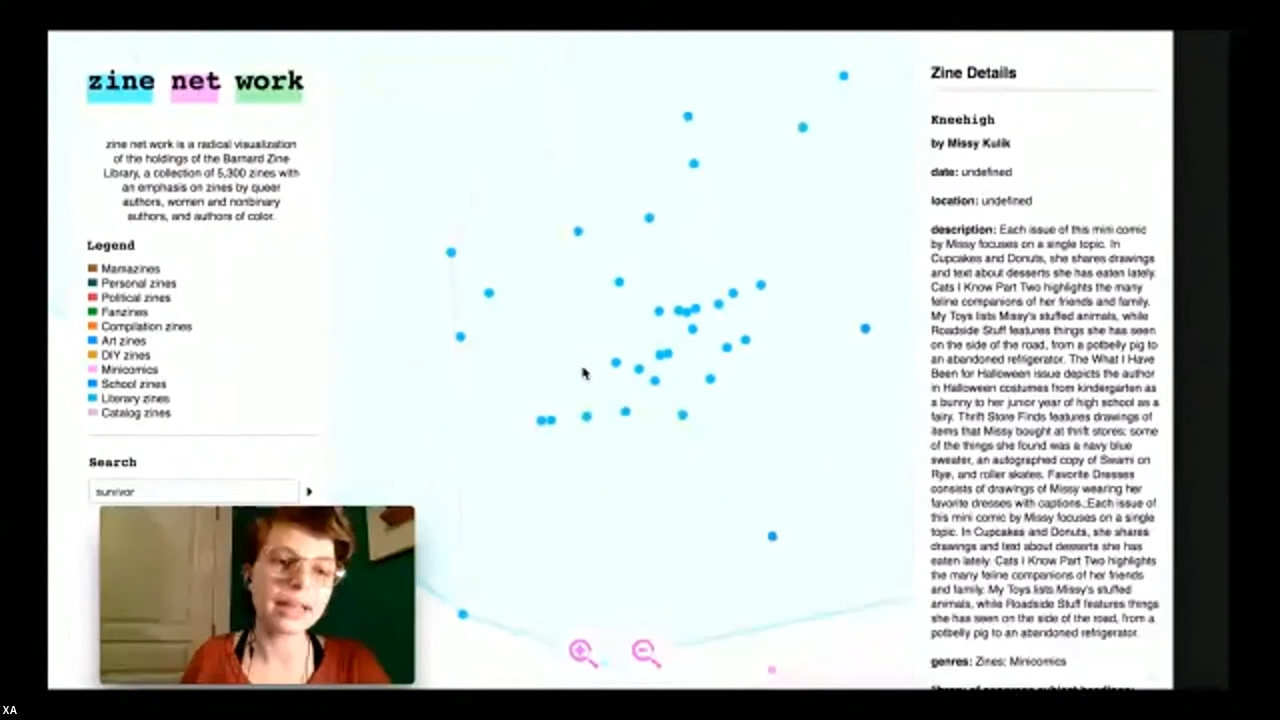 zine net work
zine net work is a radical visualization
of the holdings of the Barnard Zine
Library, a collection of 5,300 zines with
an emphasis on zines by queer
authors, women and nonbinary
authors, and authors of color.
Legend
Mamazines
Personal zines
Political zines
Fanzines
Compilation zines
Art zines
DIY zines
Minicomics
School zines
Literary zines
Catalog zines
Search
survivor
Zine Details
Kneehigh
by Missy Kulik
date: undefined
location: undefined
description: Each issue of this mini comic
by Missy focuses on a single topic. In
Cupcakes and Donuts, she shares drawings
and text about desserts she has eaten lately.
Cats I Know Part Two highlights the many
feline companions of her friends and family.
My Toys lists Missy's stuffed animals, while
Roadside Stuff features things she has seen
on the side of the road, from a potbelly pig to
an abandoned refrigerator. The What I Have
Been for Halloween issue depicts the author
in Halloween costumes from kindergarten as
a bunny to her junior year of high school as a
fairy. Thrift Store Finds features drawings of
items that Missy bought at thrift stores; some
of the things she found was a navy blue
sweater, an autographed copy of Swami on
Rye, and roller skates. Favorite Dresses
consists of drawings of Missy wearing her
favorite dresses with captions.;Each issue of
this mini comic by Missy focuses on a single
topic. In Cupcakes and Donuts, she shares
drawings and text about desserts she has
eaten lately. Cats I Know Part Two highlights
the many feline companions of her friends
and family. My Toys lists Missy's stuffed
animals, while Roadside Stuff features things
she has seen on the side of the road, from a
potbelly pig to an abandoned refrigerator.
genres: Zines; Minicomics
XA